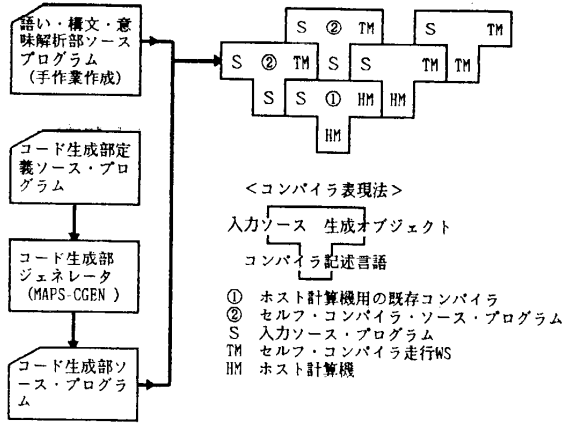 語い・構文・意
味解析部ソース
プログラム
(手作業作成)
コード生成部定
義ソース・プロ
グラム
コード生成部
ジェネレータ
(MAPS-CGEN )
コード生成部ソ
ース・プログラ
ム
S ② TM S TM
S ② TM S S TM TM
S S ① HM HM
HM
<コンパイラ表現法>
入力ソース 生成オブジェクト
コンパイラ記述言語
① ホスト計算機用の既存コンパイラ
② セルフ・コンパイラ・ソース・プログラム
S 入力ソース・プログラム
TM セルフ・コンパイラ走行WS
HM ホスト計算機